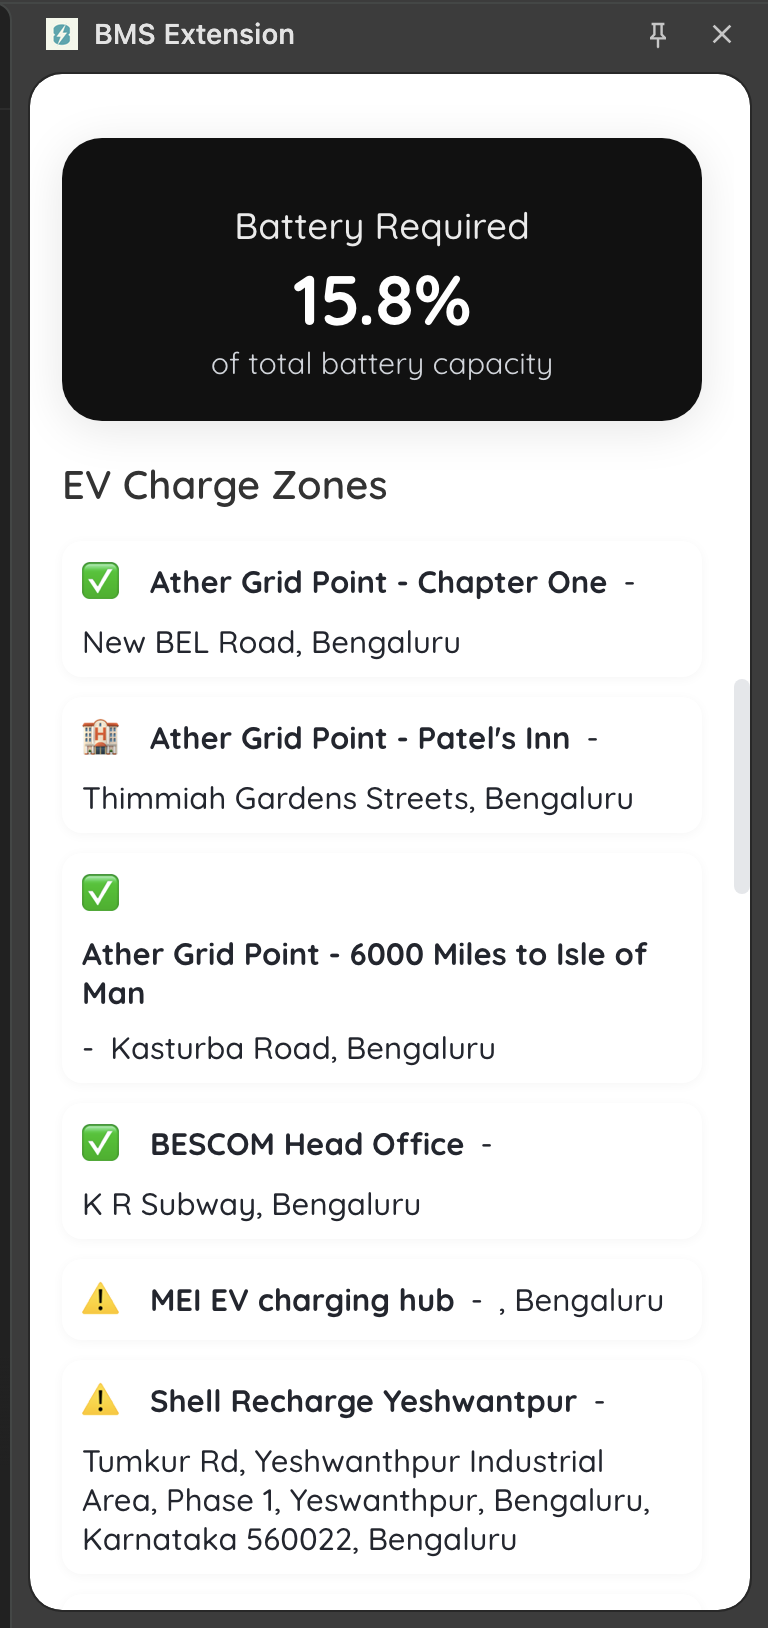 BMS Extension
Battery Required
15.8%
of total battery capacity
EV Charge Zones
✅ Ather Grid Point - Chapter One -
New BEL Road, Bengaluru
🏨 Ather Grid Point - Patel's Inn -
Thimmiah Gardens Streets, Bengaluru
✅
Ather Grid Point - 6000 Miles to Isle of
Man
- Kasturba Road, Bengaluru
✅ BESCOM Head Office -
K R Subway, Bengaluru
⚠️ MEI EV charging hub - , Bengaluru
⚠️ Shell Recharge Yeshwantpur -
Tumkur Rd, Yeshwanthpur Industrial
Area, Phase 1, Yeswanthpur, Bengaluru,
Karnataka 560022, Bengaluru